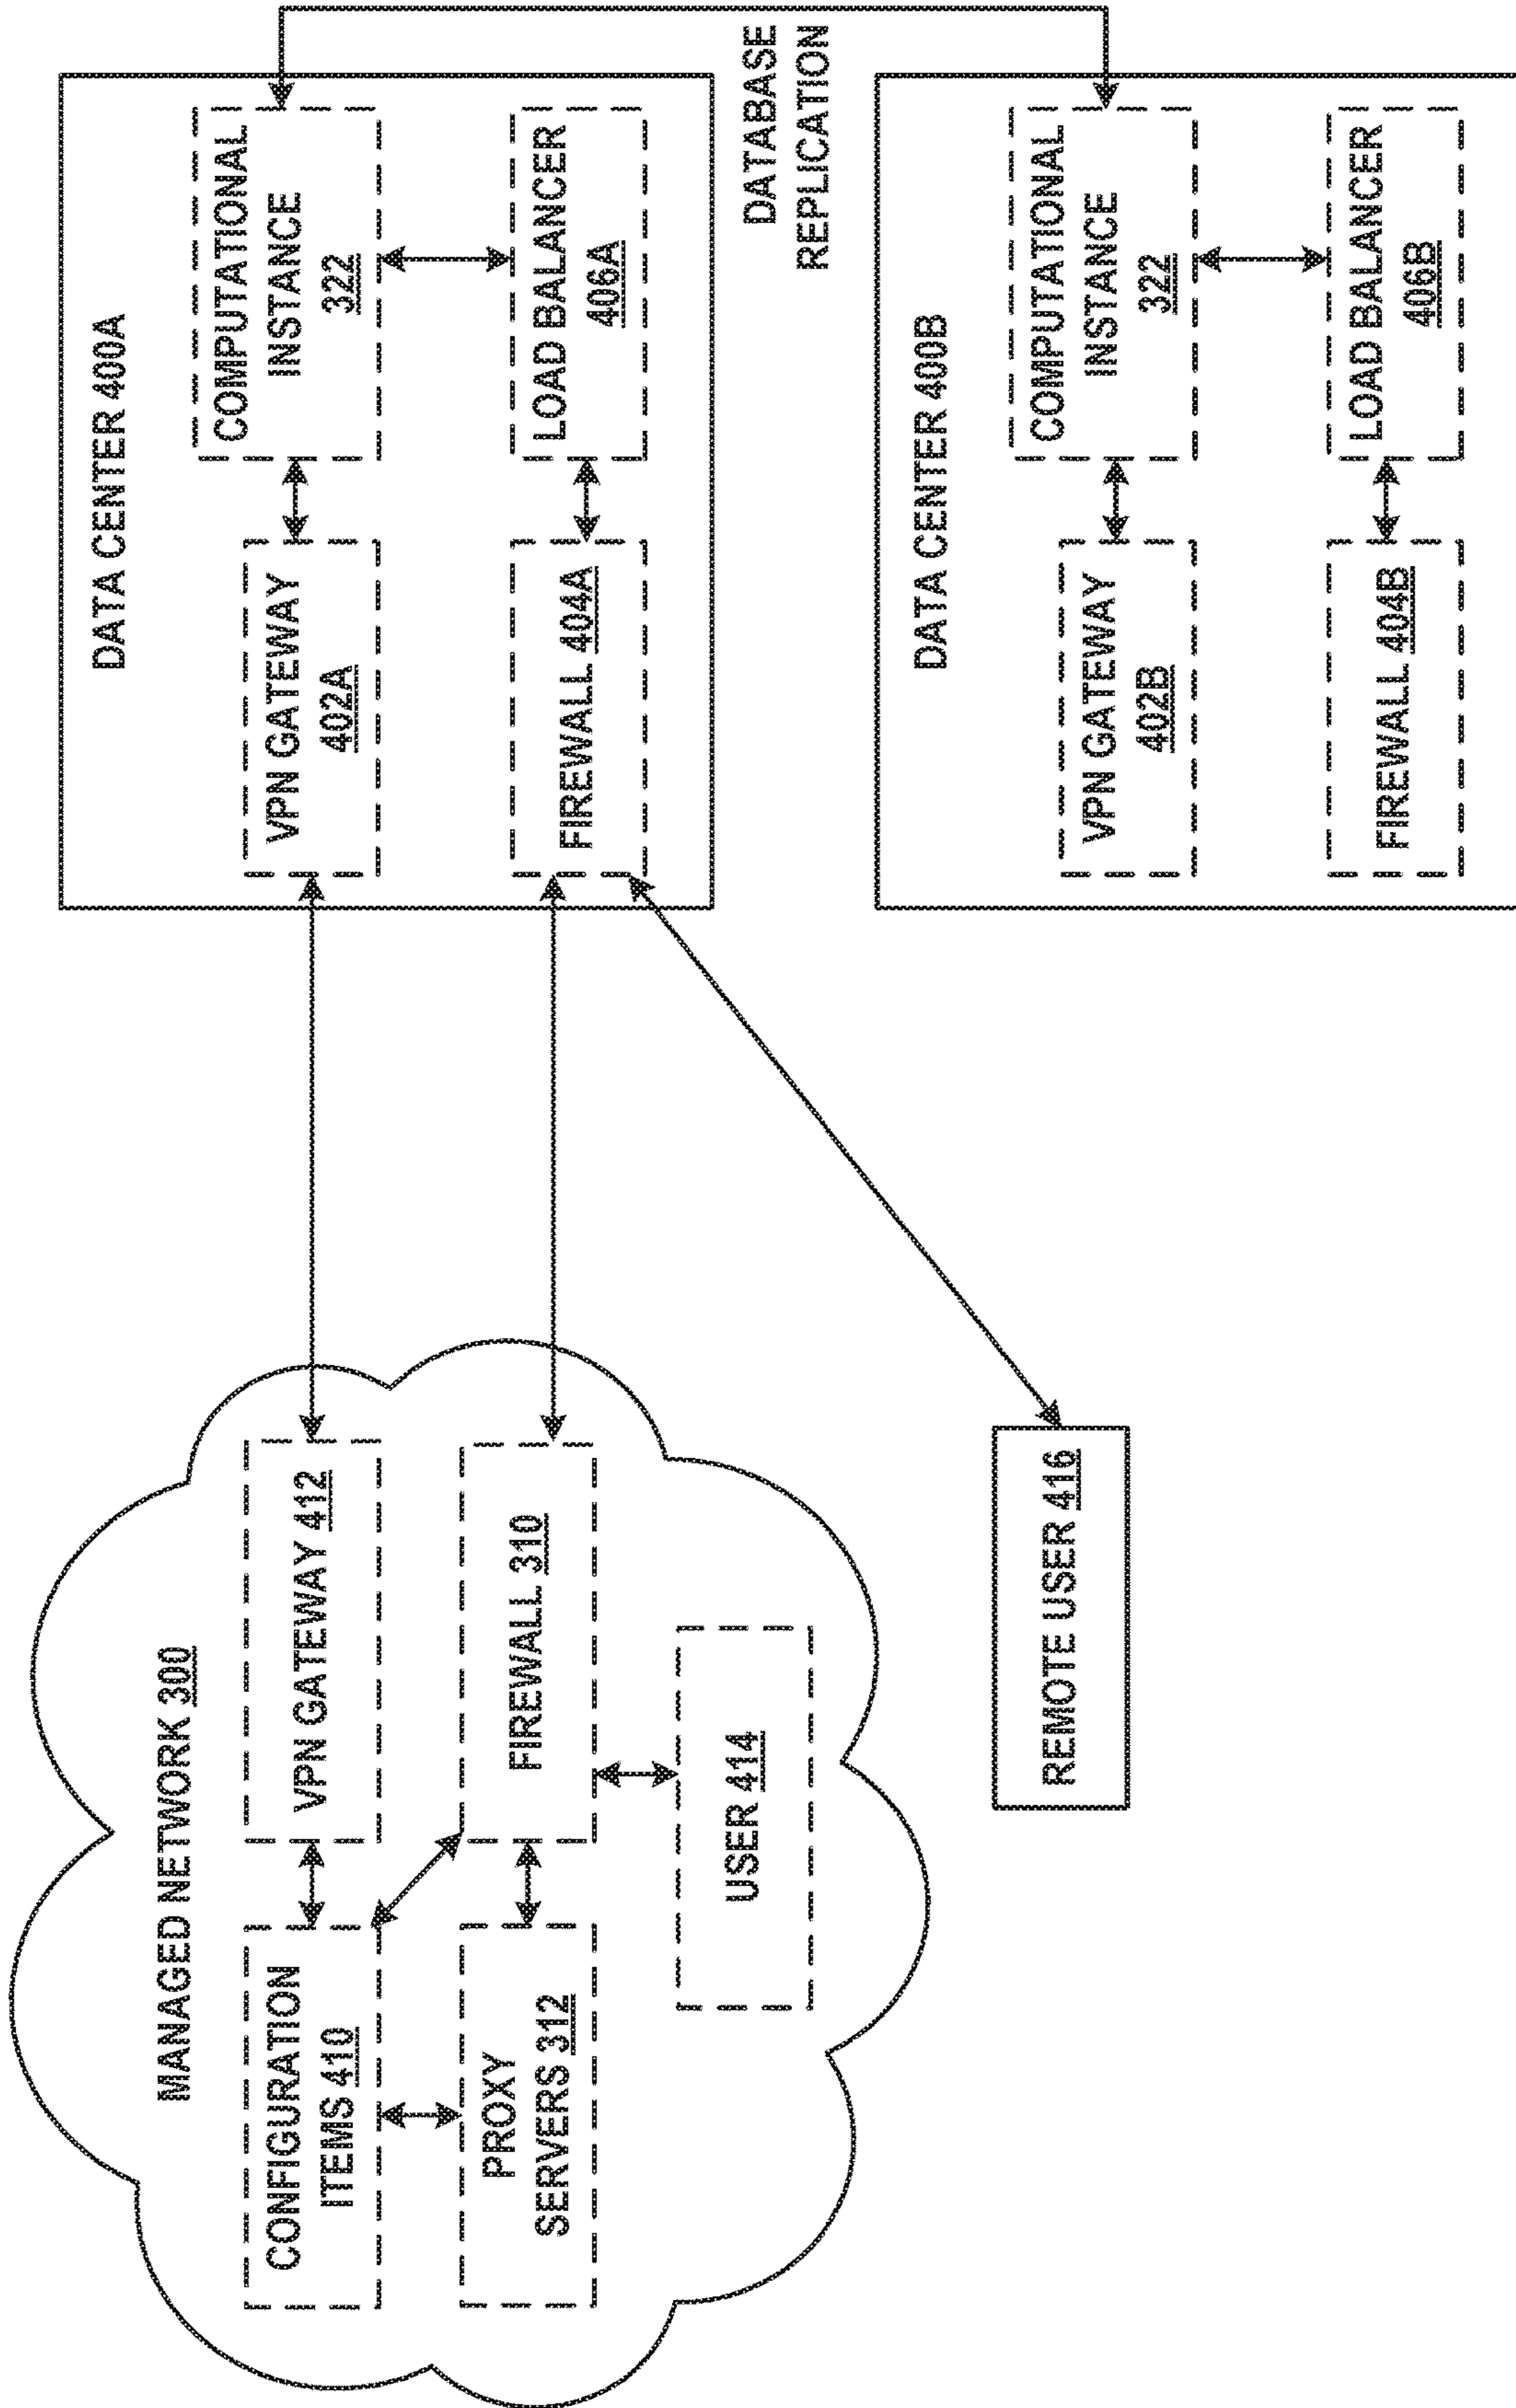 MANAGED NETWORK 300
CONFIGURATION
ITEMS 410
VPN GATEWAY 412
PROXY
SERVERS 312
FIREWALL 310
USER 414
REMOTE USER 416
DATA CENTER 400A
VPN GATEWAY
402A
COMPUTATIONAL
INSTANCE
322
FIREWALL 404A
LOAD BALANCER
406A
DATABASE
REPLICATION
DATA CENTER 400B
VPN GATEWAY
402B
COMPUTATIONAL
INSTANCE
322
FIREWALL 404B
LOAD BALANCER
406B